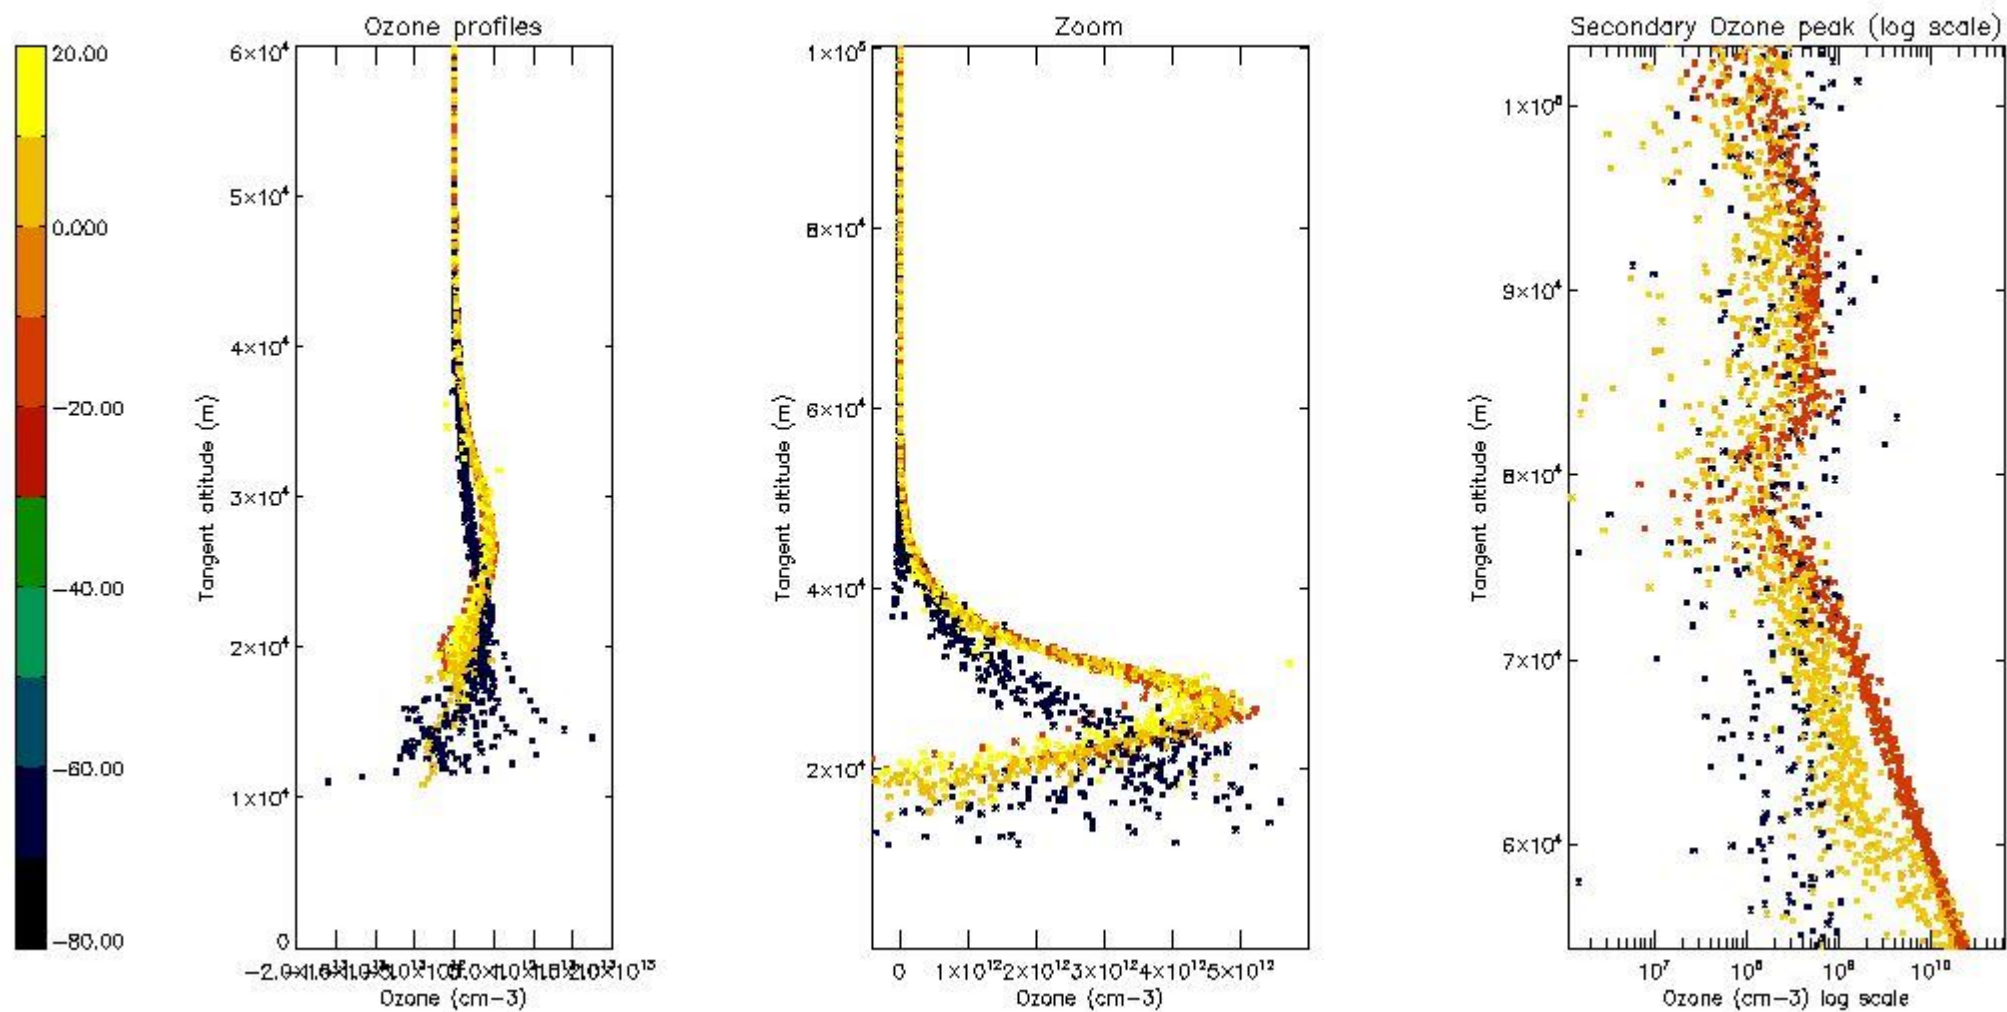 Ozone profiles
Zoom
Secondary Ozone peak (log scale)
20.00
0.000
−20.00
−40.00
−60.00
−80.00
6×10⁴
5×10⁴
4×10⁴
3×10⁴
2×10⁴
1×10⁴
0
Tangent altitude (m)
Ozone (cm−3)
1×10⁵
8×10⁴
6×10⁴
4×10⁴
2×10⁴
Tangent altitude (m)
0 1×10¹² 2×10¹² 3×10¹² 4×10¹² 5×10¹²
Ozone (cm−3)
1×10⁵
9×10⁴
8×10⁴
7×10⁴
6×10⁴
Tangent altitude (m)
10⁷ 10⁸ 10⁹ 10¹⁰
Ozone (cm−3) log scale